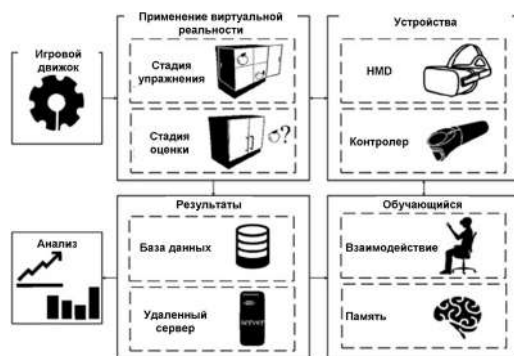 Игровой
движок
Применение виртуальной
реальности
Стадия
упражнения
Стадия
оценки
?
Устройства
HMD
Контролер
Анализ
Результаты
База данных
Удаленный
сервер
Обучающийся
Взаимодействие
Память